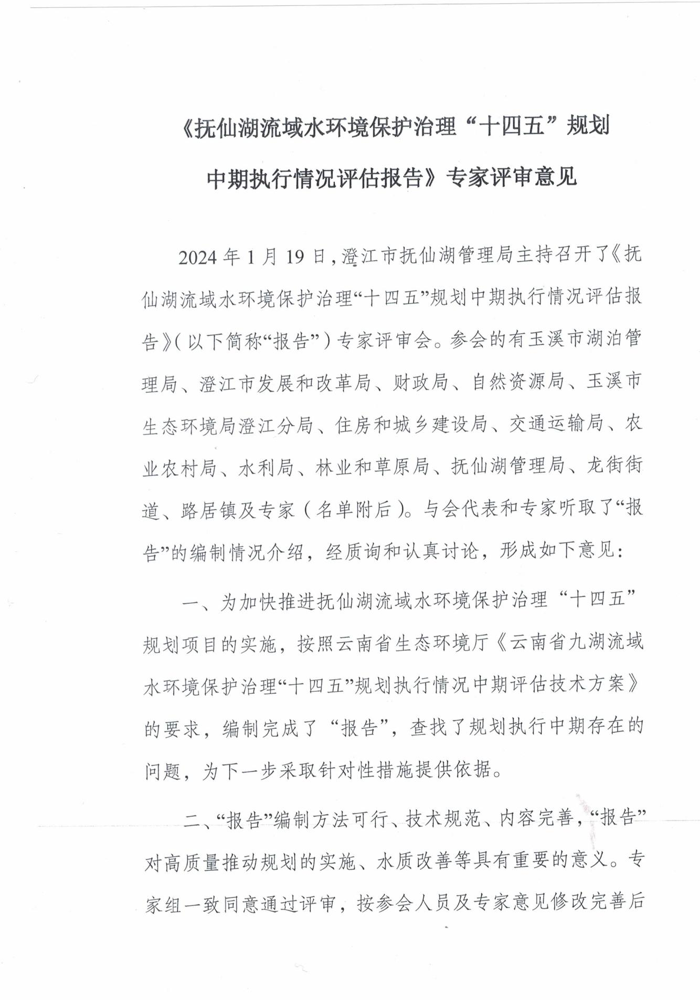 《抚仙湖流域水环境保护治理“十四五”规划
中期执行情况评估报告》专家评审意见
2024年1月19日,澄江市抚仙湖管理局主持召开了《抚
仙湖流域水环境保护治理“十四五”规划中期执行情况评估报
告》（以下简称“报告”）专家评审会。参会的有玉溪市湖泊管
理局、澄江市发展和改革局、财政局、自然资源局、玉溪市
生态环境局澄江分局、住房和城乡建设局、交通运输局、农
业农村局、水利局、林业和草原局、抚仙湖管理局、龙街街
道、路居镇及专家（名单附后）。与会代表和专家听取了“报
告”的编制情况介绍，经质询和认真讨论，形成如下意见：
一、为加快推进抚仙湖流域水环境保护治理“十四五”
规划项目的实施，按照云南省生态环境厅《云南省九湖流域
水环境保护治理“十四五”规划执行情况中期评估技术方案》
的要求，编制完成了“报告”，查找了规划执行中期存在的
问题，为下一步采取针对性措施提供依据。
二、“报告”编制方法可行、技术规范、内容完善，“报告”
对高质量推动规划的实施、水质改善等具有重要的意义。专
家组一致同意通过评审，按参会人员及专家意见修改完善后